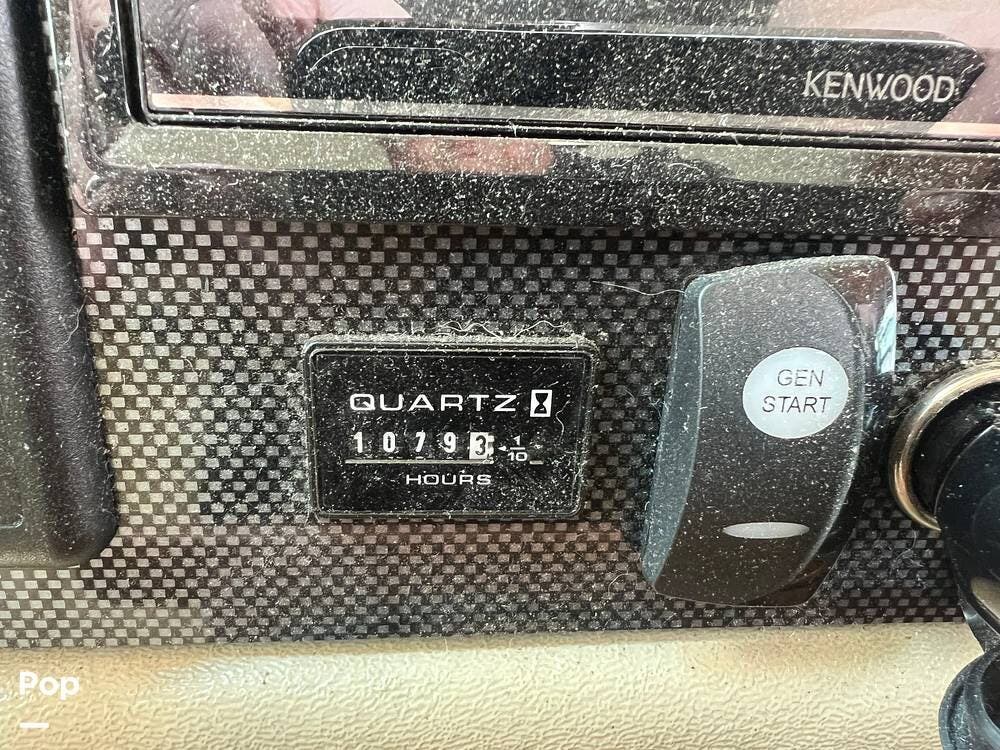 KENWOOD
QUARTZ
10793 1/10
HOURS
GEN
START
Pop